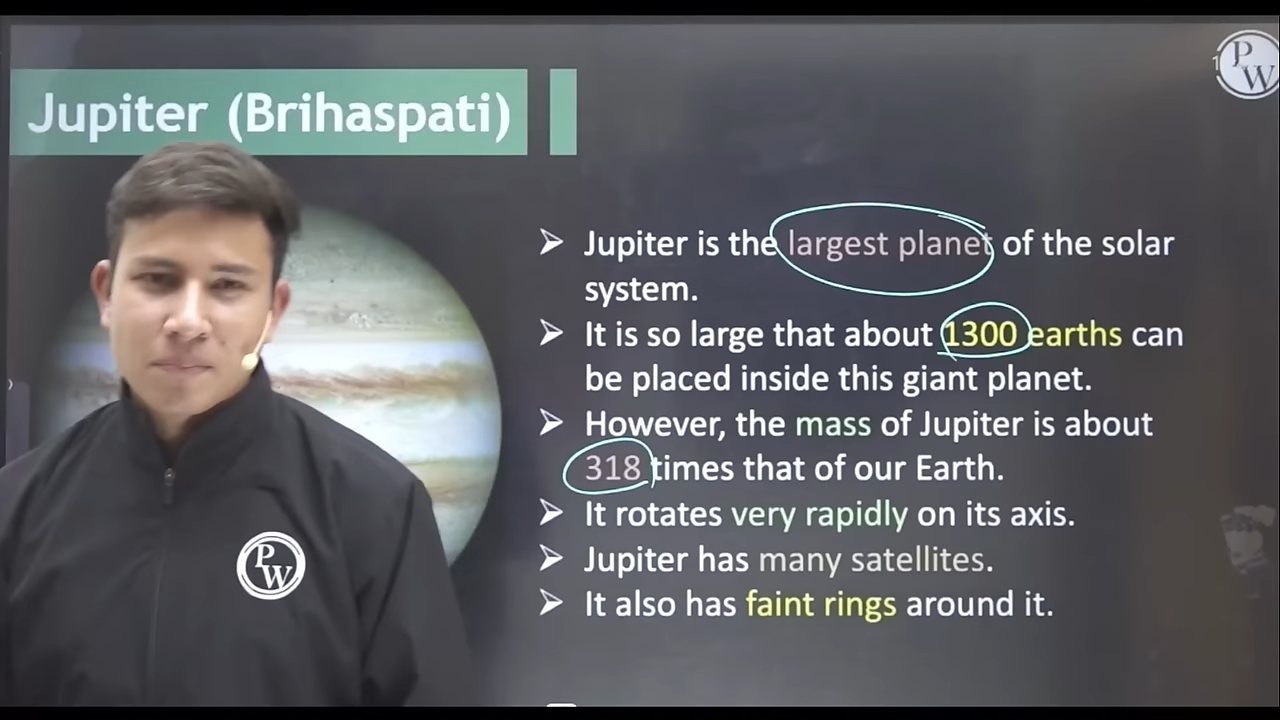 PW
Jupiter (Brihaspati)
➢ Jupiter is the largest planet of the solar
system.
➢ It is so large that about 1300 earths can
be placed inside this giant planet.
➢ However, the mass of Jupiter is about
318 times that of our Earth.
➢ It rotates very rapidly on its axis.
➢ Jupiter has many satellites.
➢ It also has faint rings around it.
PW